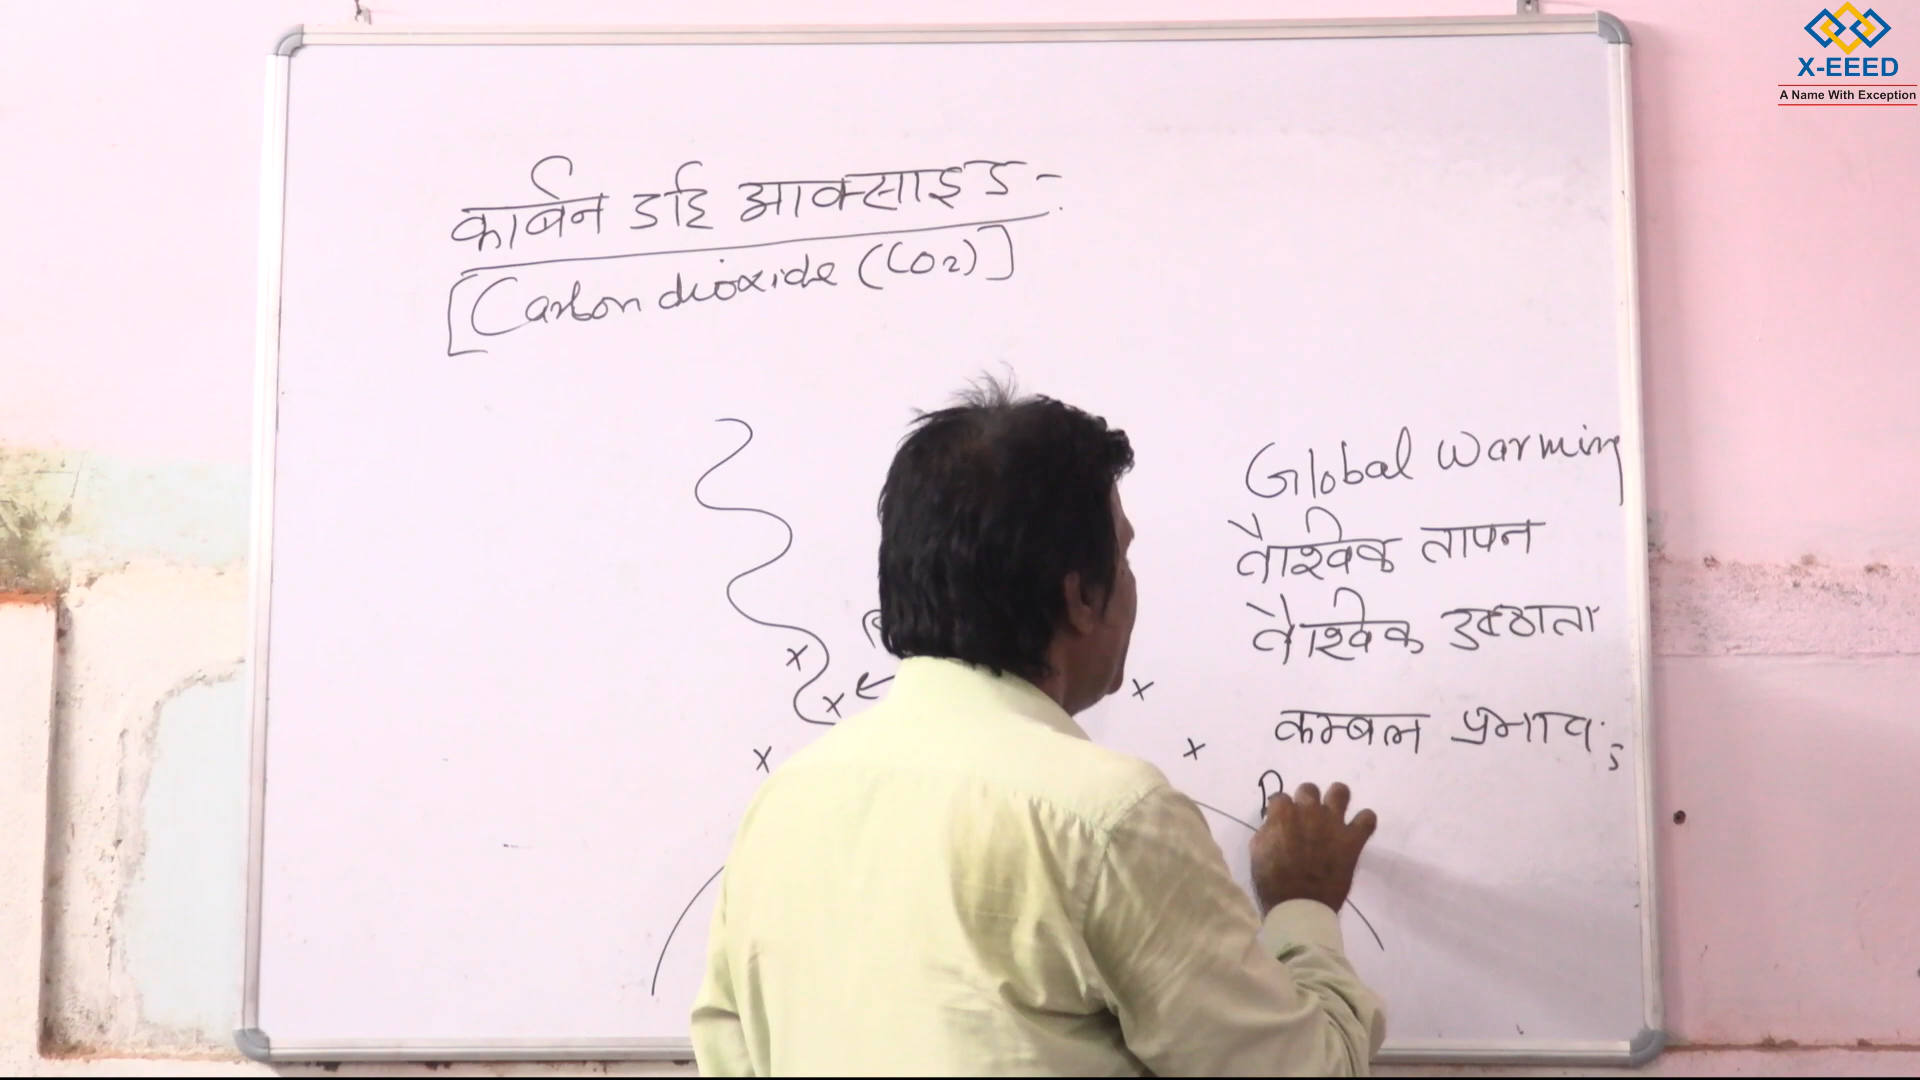 X-EEED
A Name With Exception
कार्बन डाई आक्साइड -
[Carbon dioxide (CO2)]
Global warming
वैश्विक तापन
वैश्विक उष्णता
कम्बल प्रभाव;